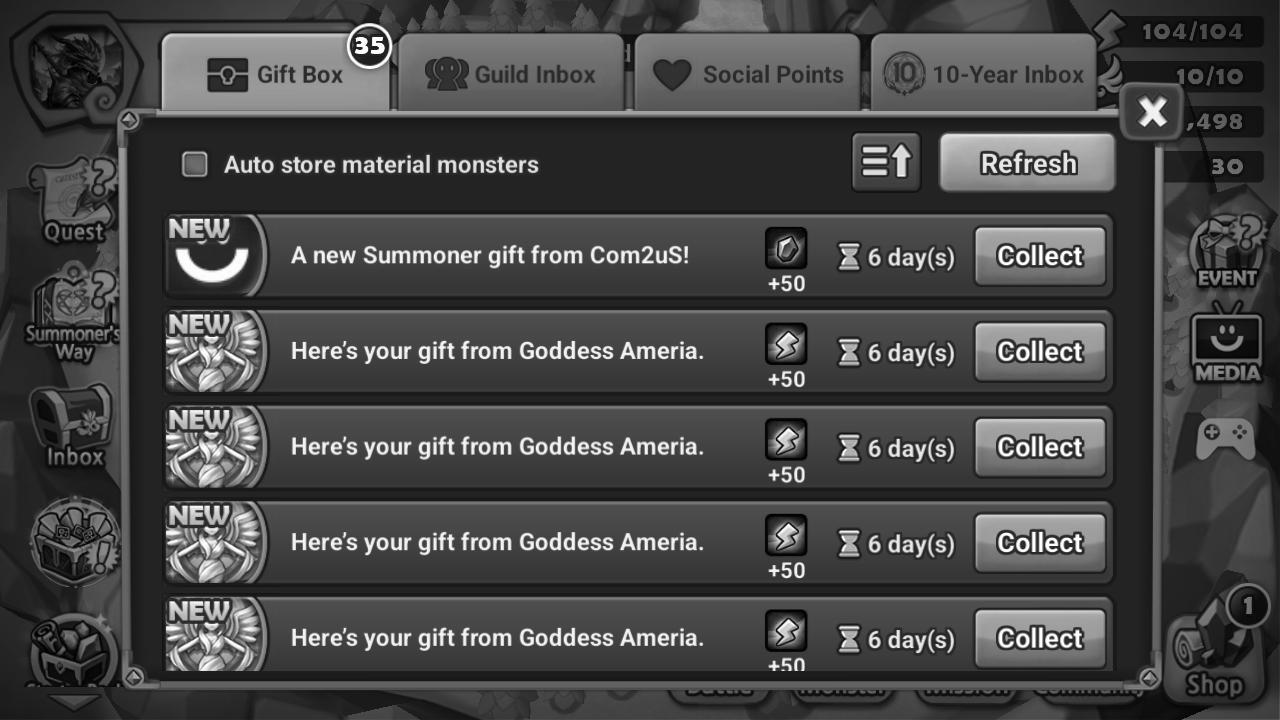 35
Gift Box
Guild Inbox
Social Points
10
10-Year Inbox
104/104
10/10
,498
30
Auto store material monsters
Refresh
Quest
Summoner's
Way
Inbox
EVENT
MEDIA
NEW
A new Summoner gift from Com2uS!
+50
6 day(s)
Collect
NEW
Here's your gift from Goddess Ameria.
+50
6 day(s)
Collect
NEW
Here's your gift from Goddess Ameria.
+50
6 day(s)
Collect
NEW
Here's your gift from Goddess Ameria.
+50
6 day(s)
Collect
NEW
Here's your gift from Goddess Ameria.
+50
6 day(s)
Collect
1
Shop
Battle
Monster
Mission
Community